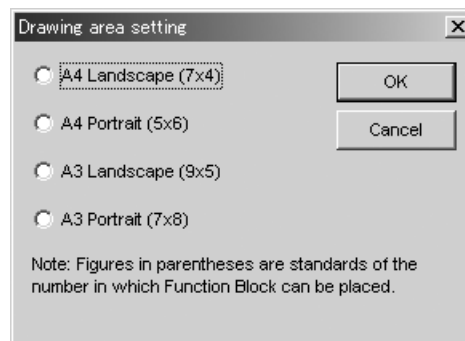 Drawing area setting
A4 Landscape (7x4)
OK
A4 Portrait (5x6)
Cancel
A3 Landscape (9x5)
A3 Portrait (7x8)
Note: Figures in parentheses are standards of the
number in which Function Block can be placed.